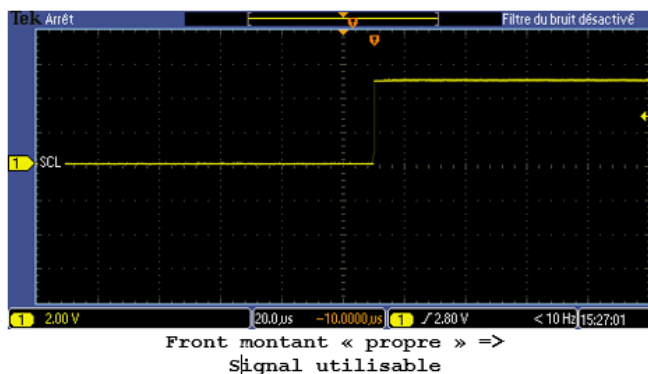 Tek Arrêt
Filtre du bruit désactivé
T
T
1 SCL
1 2.00 V
20.0µs
-10.0000µs
1 / 2.80 V
< 10 Hz
15:27:01
Front montant « propre » =>
Signal utilisable